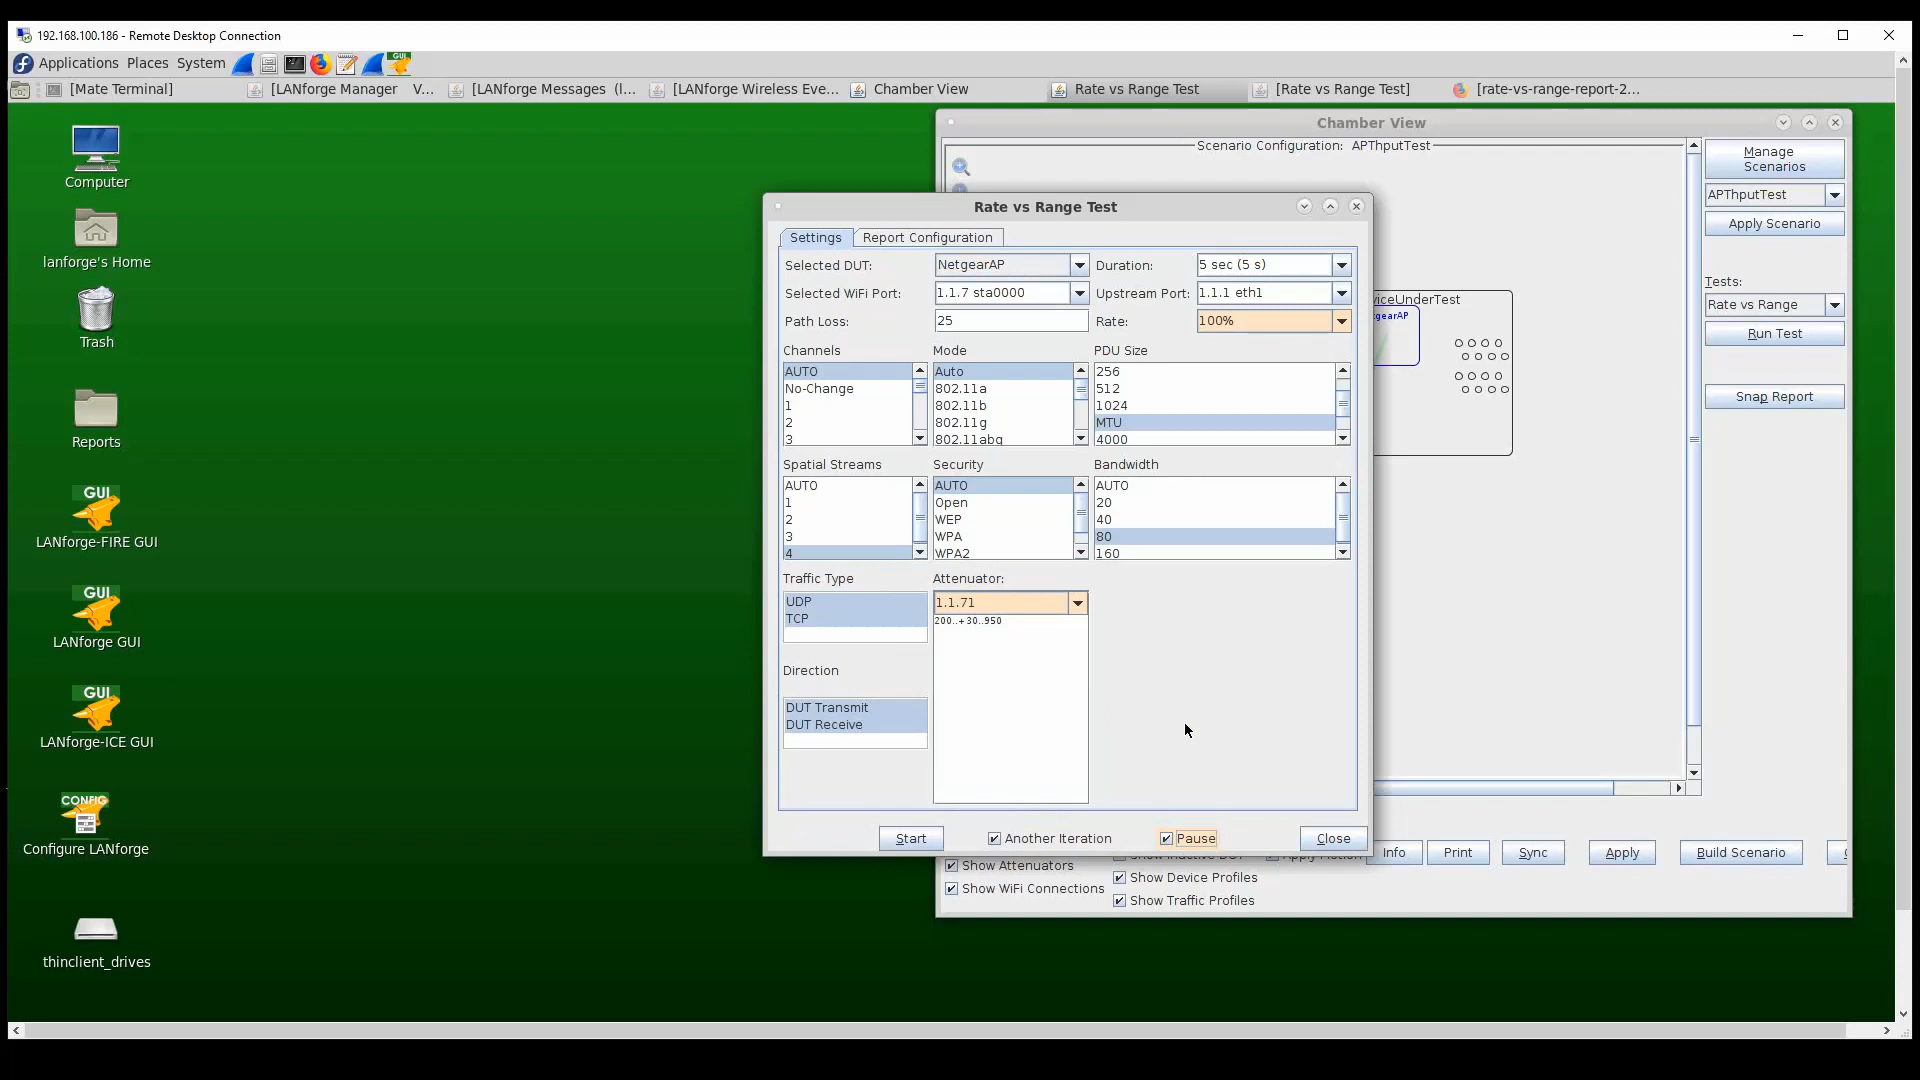 192.168.100.186 - Remote Desktop Connection
Applications Places System
GUI
[Mate Terminal] [LANforge Manager V... [LANforge Messages (l... [LANforge Wireless Eve... Chamber View Rate vs Range Test [Rate vs Range Test] [rate-vs-range-report-2...
Computer
lanforge's Home
Trash
Reports
GUI
LANforge-FIRE GUI
GUI
LANforge GUI
GUI
LANforge-ICE GUI
CONFIG
Configure LANforge
thinclient_drives
Chamber View
Scenario Configuration: APThputTest
Manage
Scenarios
APThputTest
Apply Scenario
Tests:
Rate vs Range
Run Test
Snap Report
viceUnderTest
tgearAP
Rate vs Range Test
Settings Report Configuration
Selected DUT: NetgearAP Duration: 5 sec (5 s)
Selected WiFi Port: 1.1.7 sta0000 Upstream Port: 1.1.1 eth1
Path Loss: 25 Rate: 100%
Channels
AUTO
No-Change
1
2
3
Mode
Auto
802.11a
802.11b
802.11g
802.11abg
PDU Size
256
512
1024
MTU
4000
Spatial Streams
AUTO
1
2
3
4
Security
AUTO
Open
WEP
WPA
WPA2
Bandwidth
AUTO
20
40
80
160
Traffic Type
UDP
TCP
Attenuator:
1.1.71
200..+30..950
Direction
DUT Transmit
DUT Receive
Start Another Iteration Pause Close
Info Print Sync Apply Build Scenario
Show Attenuators
Show WiFi Connections
Show Device Profiles
Show Traffic Profiles